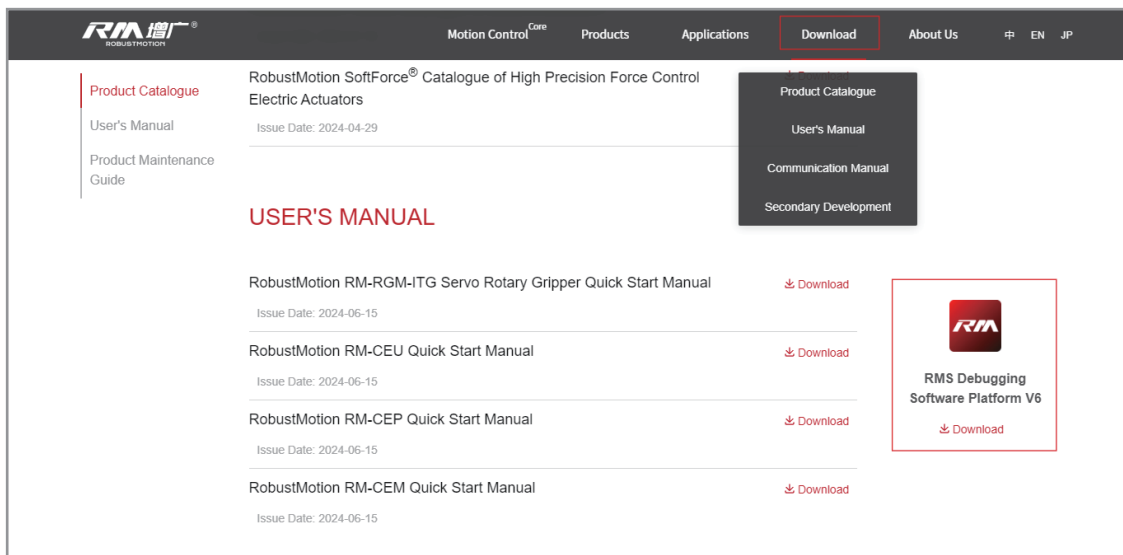 RM 增广®
ROBUSTMOTION
Motion Control Core
Products
Applications
Download
About Us
中 EN JP
Product Catalogue
User's Manual
Product Maintenance
Guide
RobustMotion SoftForce® Catalogue of High Precision Force Control
Electric Actuators
Issue Date: 2024-04-29
Download
Product Catalogue
User's Manual
Communication Manual
Secondary Development
USER'S MANUAL
RobustMotion RM-RGM-ITG Servo Rotary Gripper Quick Start Manual
Download
Issue Date: 2024-06-15
RobustMotion RM-CEU Quick Start Manual
Download
Issue Date: 2024-06-15
RobustMotion RM-CEP Quick Start Manual
Download
Issue Date: 2024-06-15
RobustMotion RM-CEM Quick Start Manual
Download
Issue Date: 2024-06-15
RM
RMS Debugging
Software Platform V6
Download